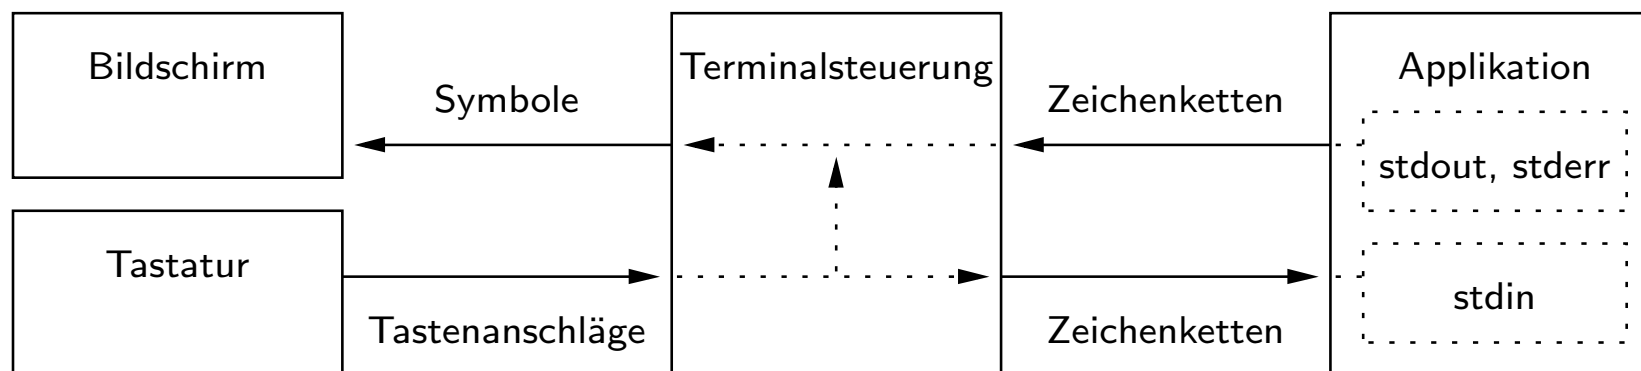 Bildschirm
Symbole
Terminalsteuerung
Zeichenketten
Applikation
stdout, stderr
Tastatur
Tastenanschläge
Zeichenketten
stdin